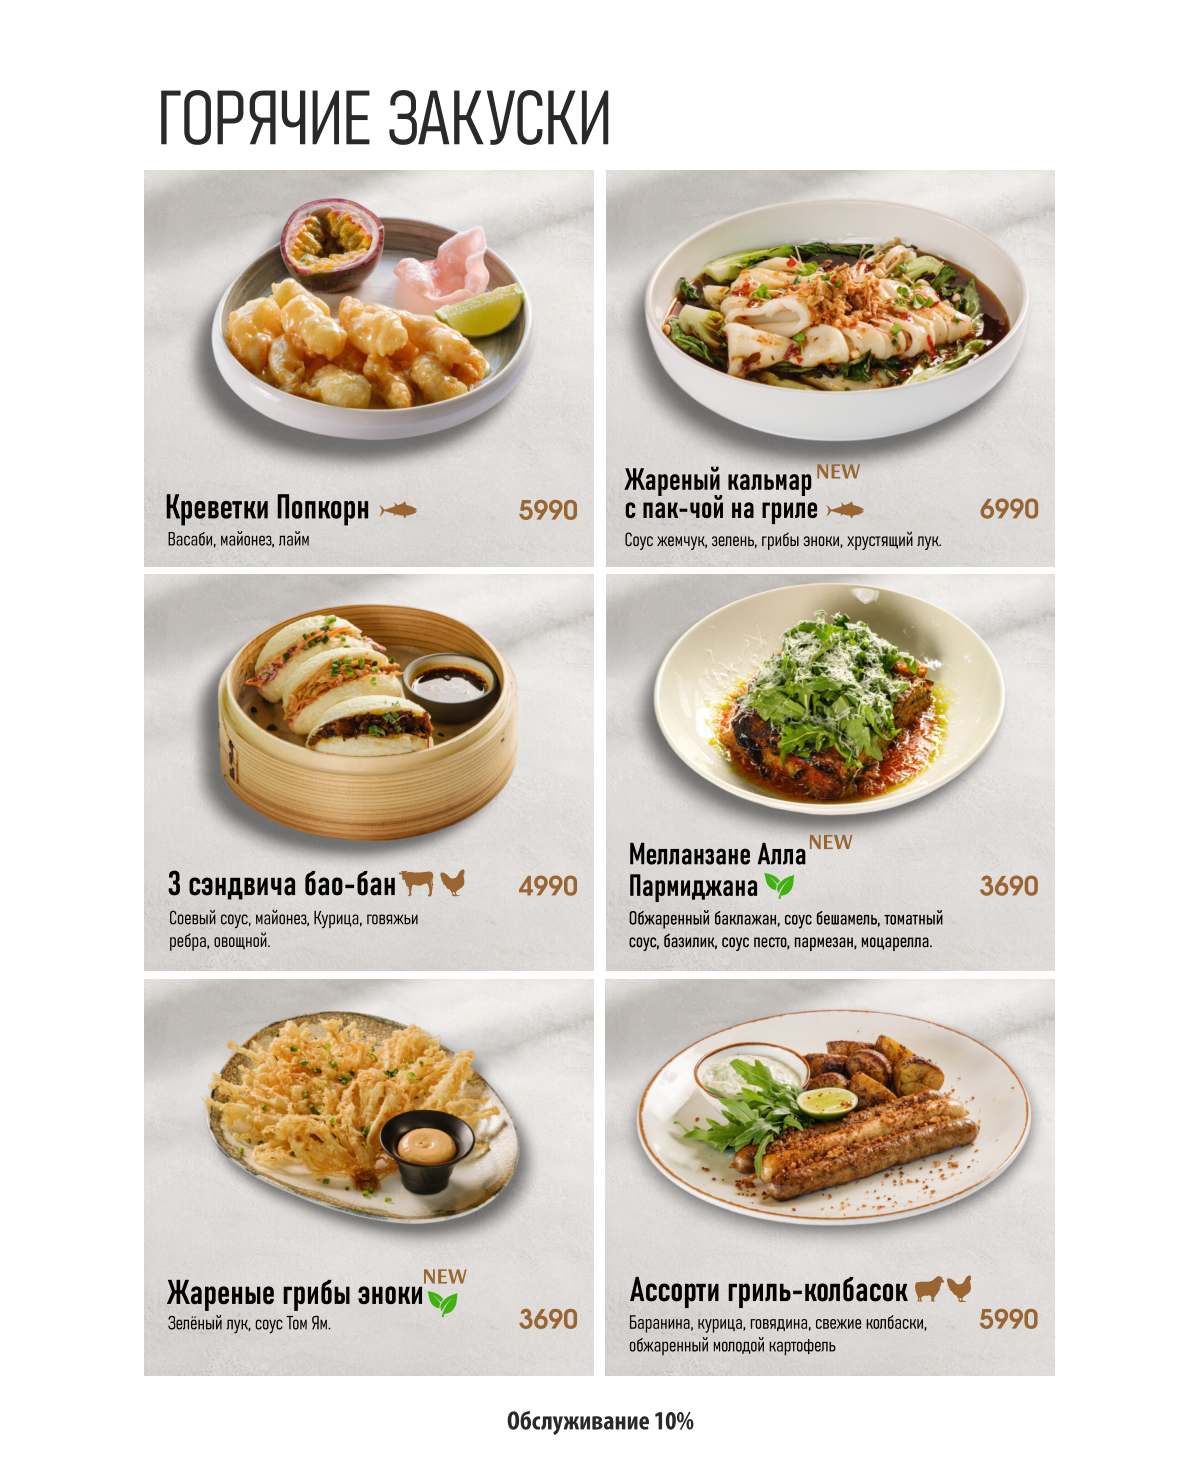 ГОРЯЧИЕ ЗАКУСКИ
Креветки Попкорн
5990
Васаби, майонез, лайм
Жареный кальмар NEW
с пак-чой на гриле
6990
Соус жемчук, зелень, грибы эноки, хрустящий лук.
3 сэндвича бао-бан
4990
Соевый соус, майонез, Курица, говяжьи
ребра, овощной.
Мелланзане Алла NEW
Пармиджана
3690
Обжаренный баклажан, соус бешамель, томатный
соус, базилик, соус песто, пармезан, моцарелла.
Жареные грибы эноки NEW
3690
Зелёный лук, соус Том Ям.
Ассорти гриль-колбасок
5990
Баранина, курица, говядина, свежие колбаски,
обжаренный молодой картофель
Обслуживание 10%